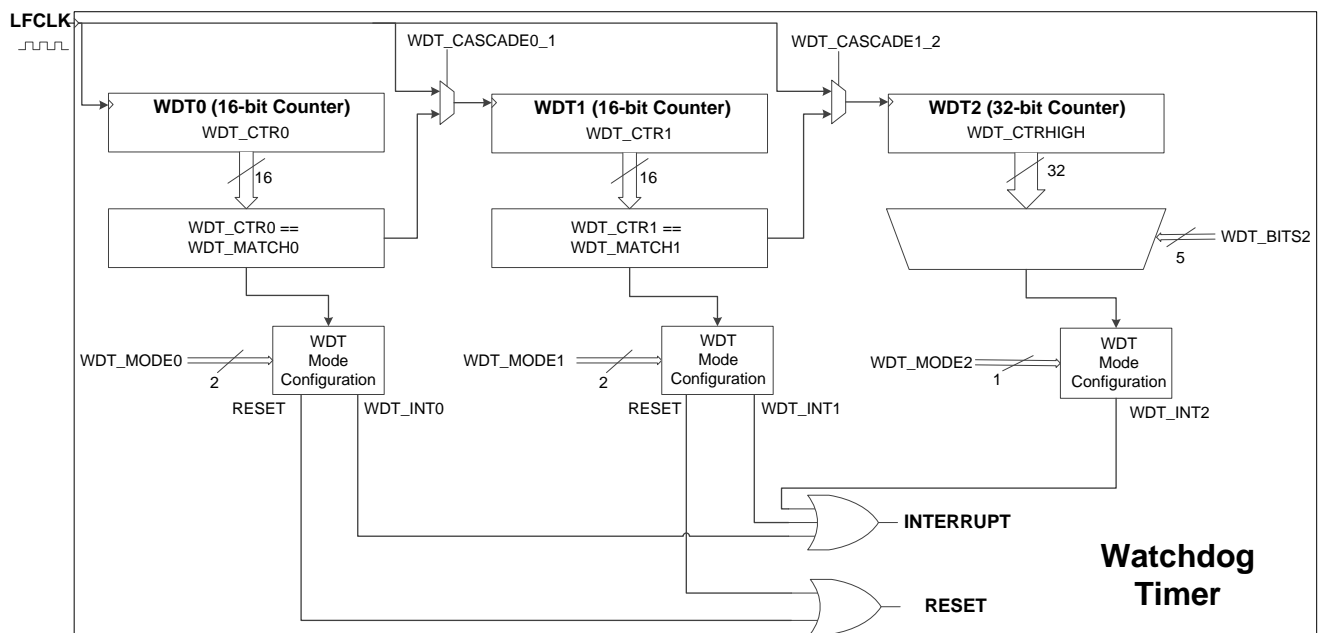 LFCLK
WDT_CASCADE0_1
WDT_CASCADE1_2
WDT0 (16-bit Counter)
WDT_CTR0
WDT1 (16-bit Counter)
WDT_CTR1
WDT2 (32-bit Counter)
WDT_CTRHIGH
16
16
32
WDT_CTR0 ==
WDT_MATCH0
WDT_CTR1 ==
WDT_MATCH1
WDT_BITS2
5
WDT_MODE0
2
WDT
Mode
Configuration
WDT_MODE1
2
WDT
Mode
Configuration
WDT_MODE2
1
WDT
Mode
Configuration
RESET
WDT_INT0
RESET
WDT_INT1
WDT_INT2
INTERRUPT
RESET
Watchdog
Timer